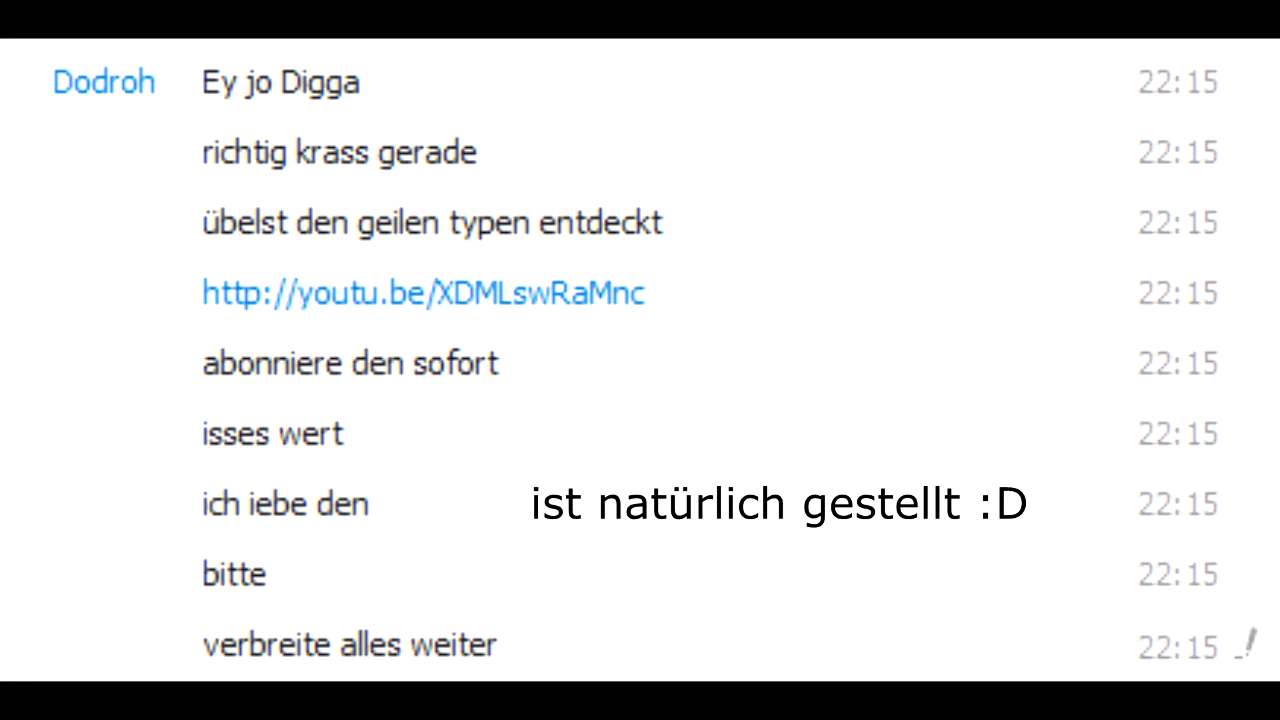 Dodroh Ey jo Digga 22:15
richtig krass gerade 22:15
übelst den geilen typen entdeckt 22:15
http://youtu.be/XDMLswRaMnc 22:15
abonniere den sofort 22:15
isses wert 22:15
ich iebe den ist natürlich gestellt :D 22:15
bitte 22:15
verbreite alles weiter 22:15